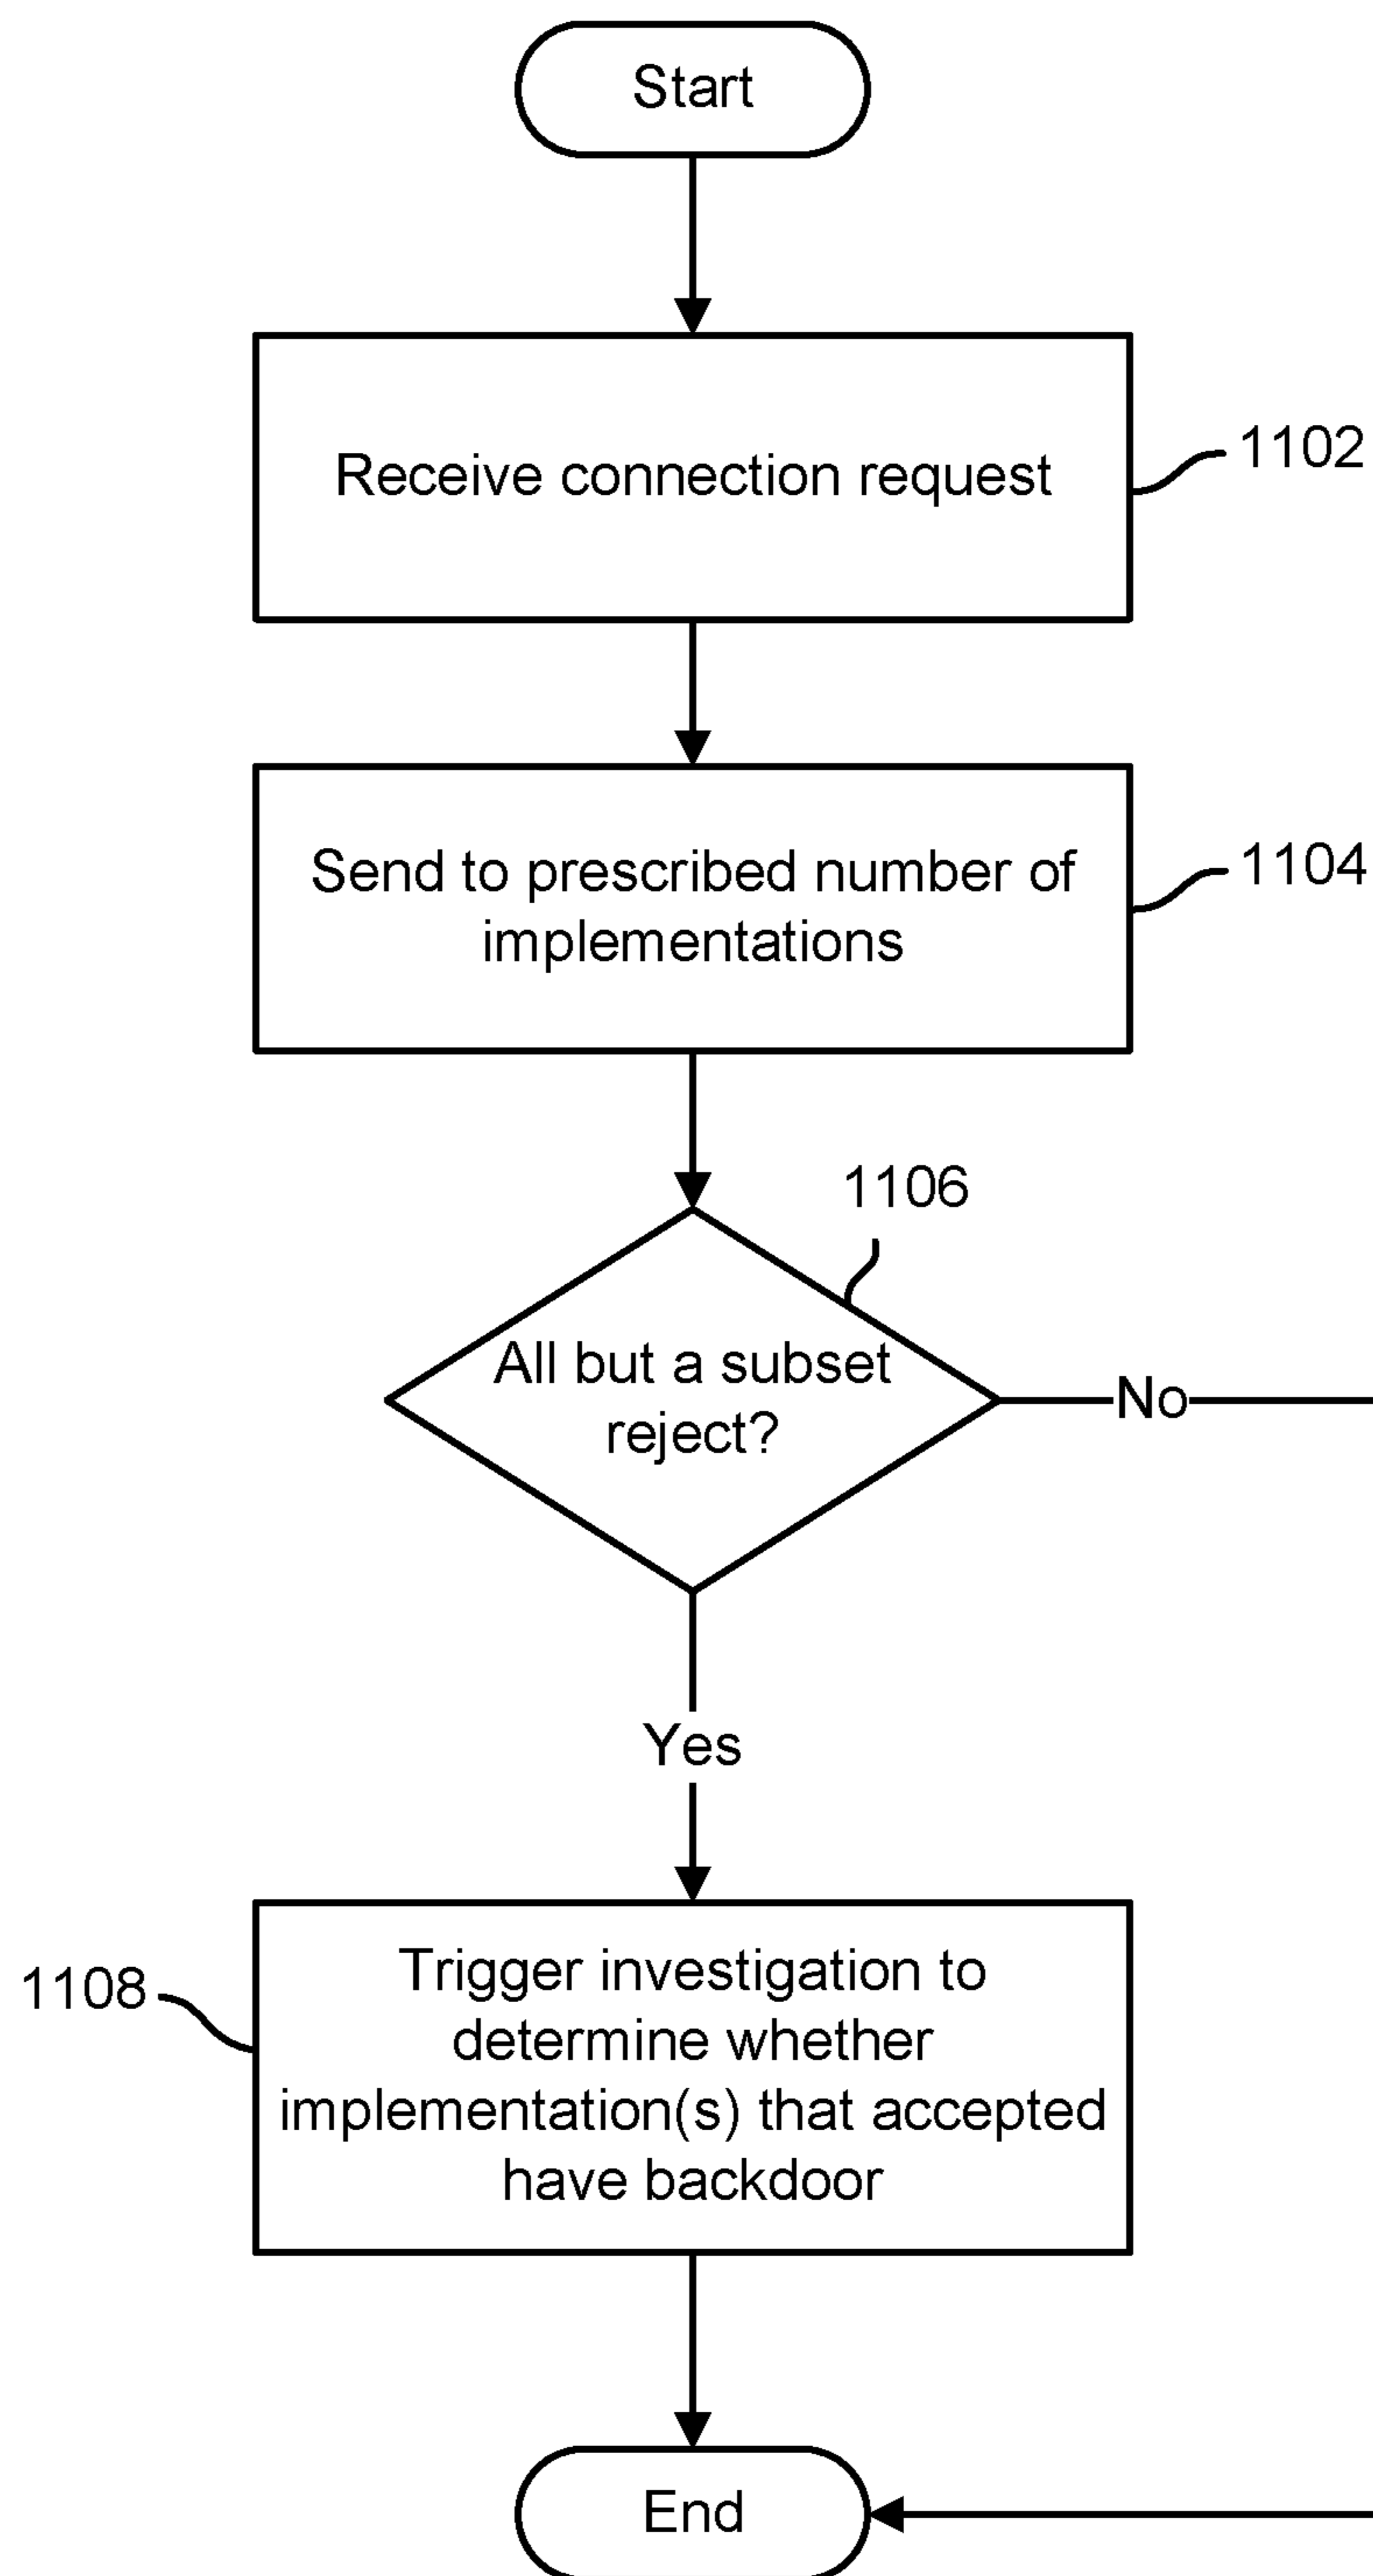 Start
Receive connection request
1102
Send to prescribed number of
implementations
1104
1106
All but a subset
reject?
No
Yes
1108
Trigger investigation to
determine whether
implementation(s) that accepted
have backdoor
End